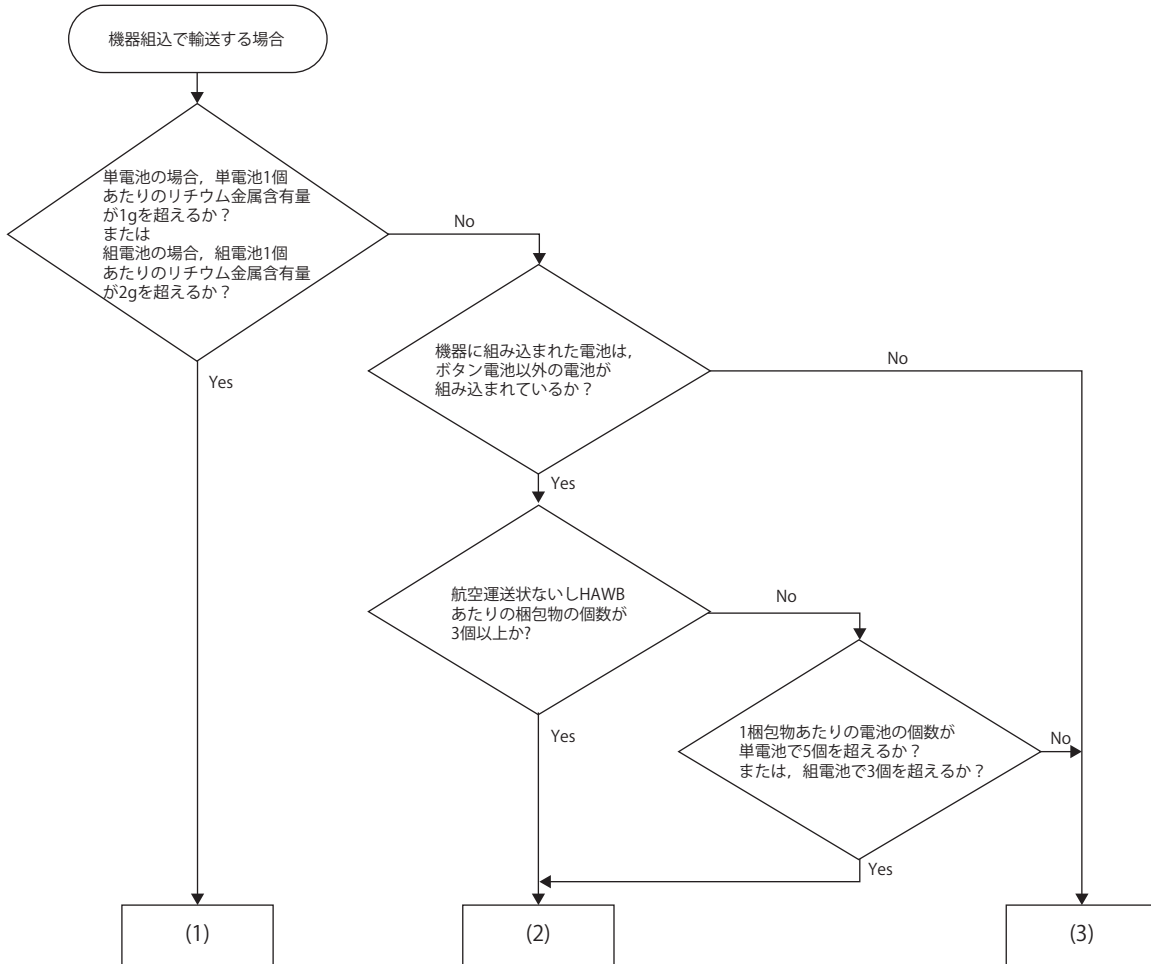 機器組込で輸送する場合
単電池の場合，単電池1個
あたりのリチウム金属含有量
が1gを超えるか？
または
組電池の場合，組電池1個
あたりのリチウム金属含有量
が2gを超えるか？
No
Yes
機器に組み込まれた電池は，
ボタン電池以外の電池が
組み込まれているか？
No
Yes
航空運送状ないしHAWB
あたりの梱包物の個数が
3個以上か?
No
Yes
1梱包物あたりの電池の個数が
単電池で5個を超えるか？
または，組電池で3個を超えるか？
No
Yes
(1)
(2)
(3)